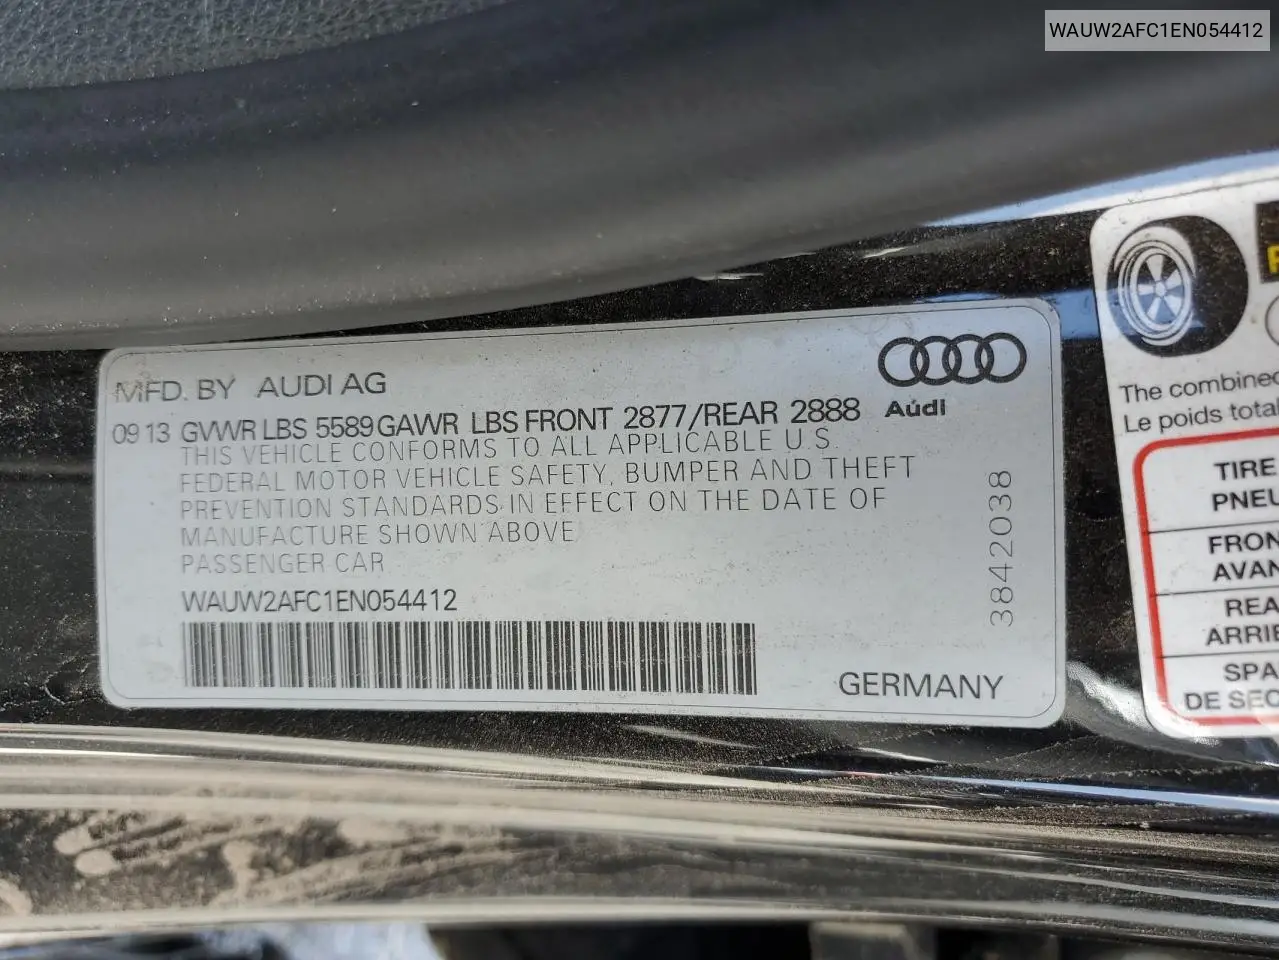 WAUW2AFC1EN054412
MFD. BY AUDI AG
Audi
09 13 GVWR LBS 5589 GAWR LBS FRONT 2877/REAR 2888
THIS VEHICLE CONFORMS TO ALL APPLICABLE U.S.
FEDERAL MOTOR VEHICLE SAFETY, BUMPER AND THEFT
PREVENTION STANDARDS IN EFFECT ON THE DATE OF
MANUFACTURE SHOWN ABOVE
PASSENGER CAR
WAUW2AFC1EN054412
GERMANY
3842038
The combined
Le poids total
TIRE
PNEU
FRON
AVAN
REA
ARRIE
SPA
DE SEC